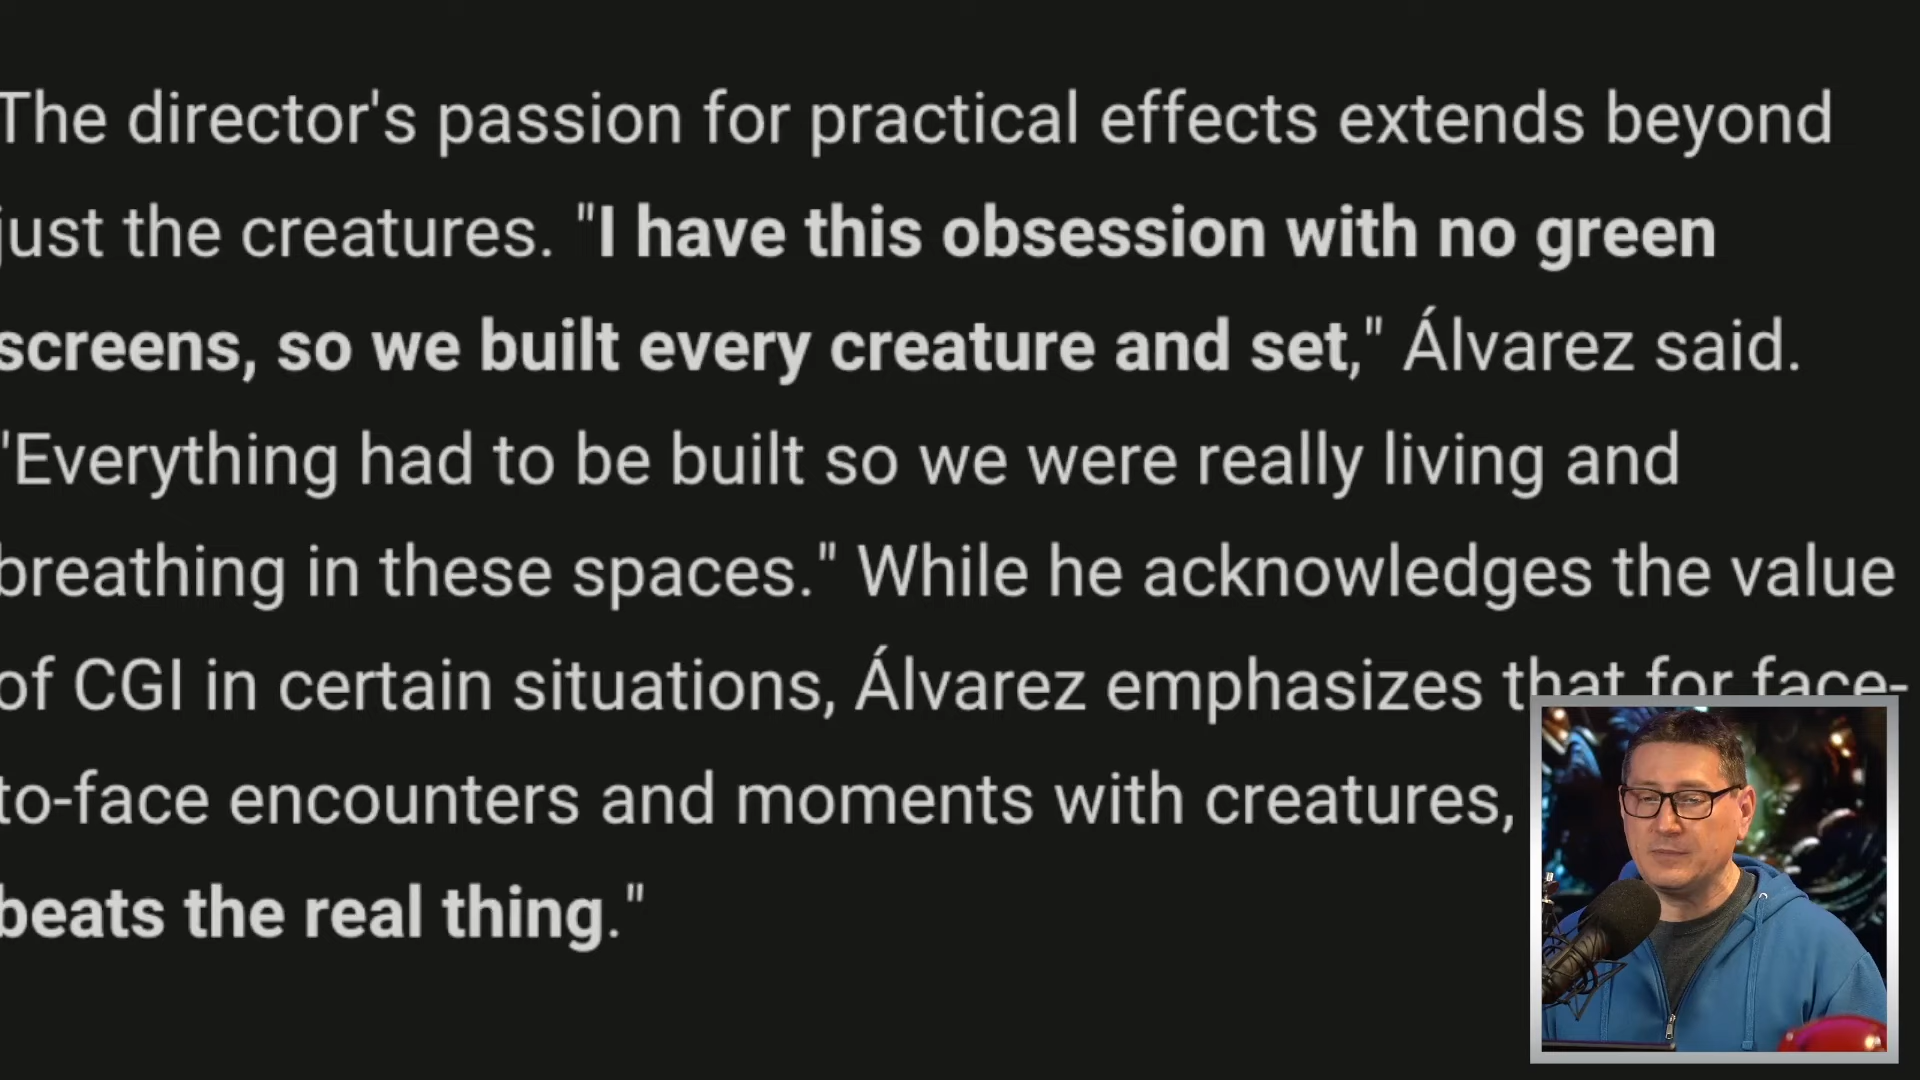 The director's passion for practical effects extends beyond
just the creatures. "I have this obsession with no green
screens, so we built every creature and set," Álvarez said.
"Everything had to be built so we were really living and
breathing in these spaces." While he acknowledges the value
of CGI in certain situations, Álvarez emphasizes that for face-
to-face encounters and moments with creatures,
beats the real thing."